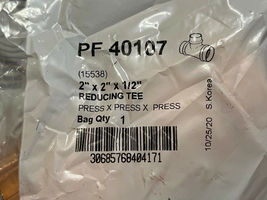 PF 40107
(15538)
2" x 2" x 1/2"
REDUCING TEE
PRESS X PRESS X PRESS
Bag Qty 1
30685768404171
10/25/20 S. Korea